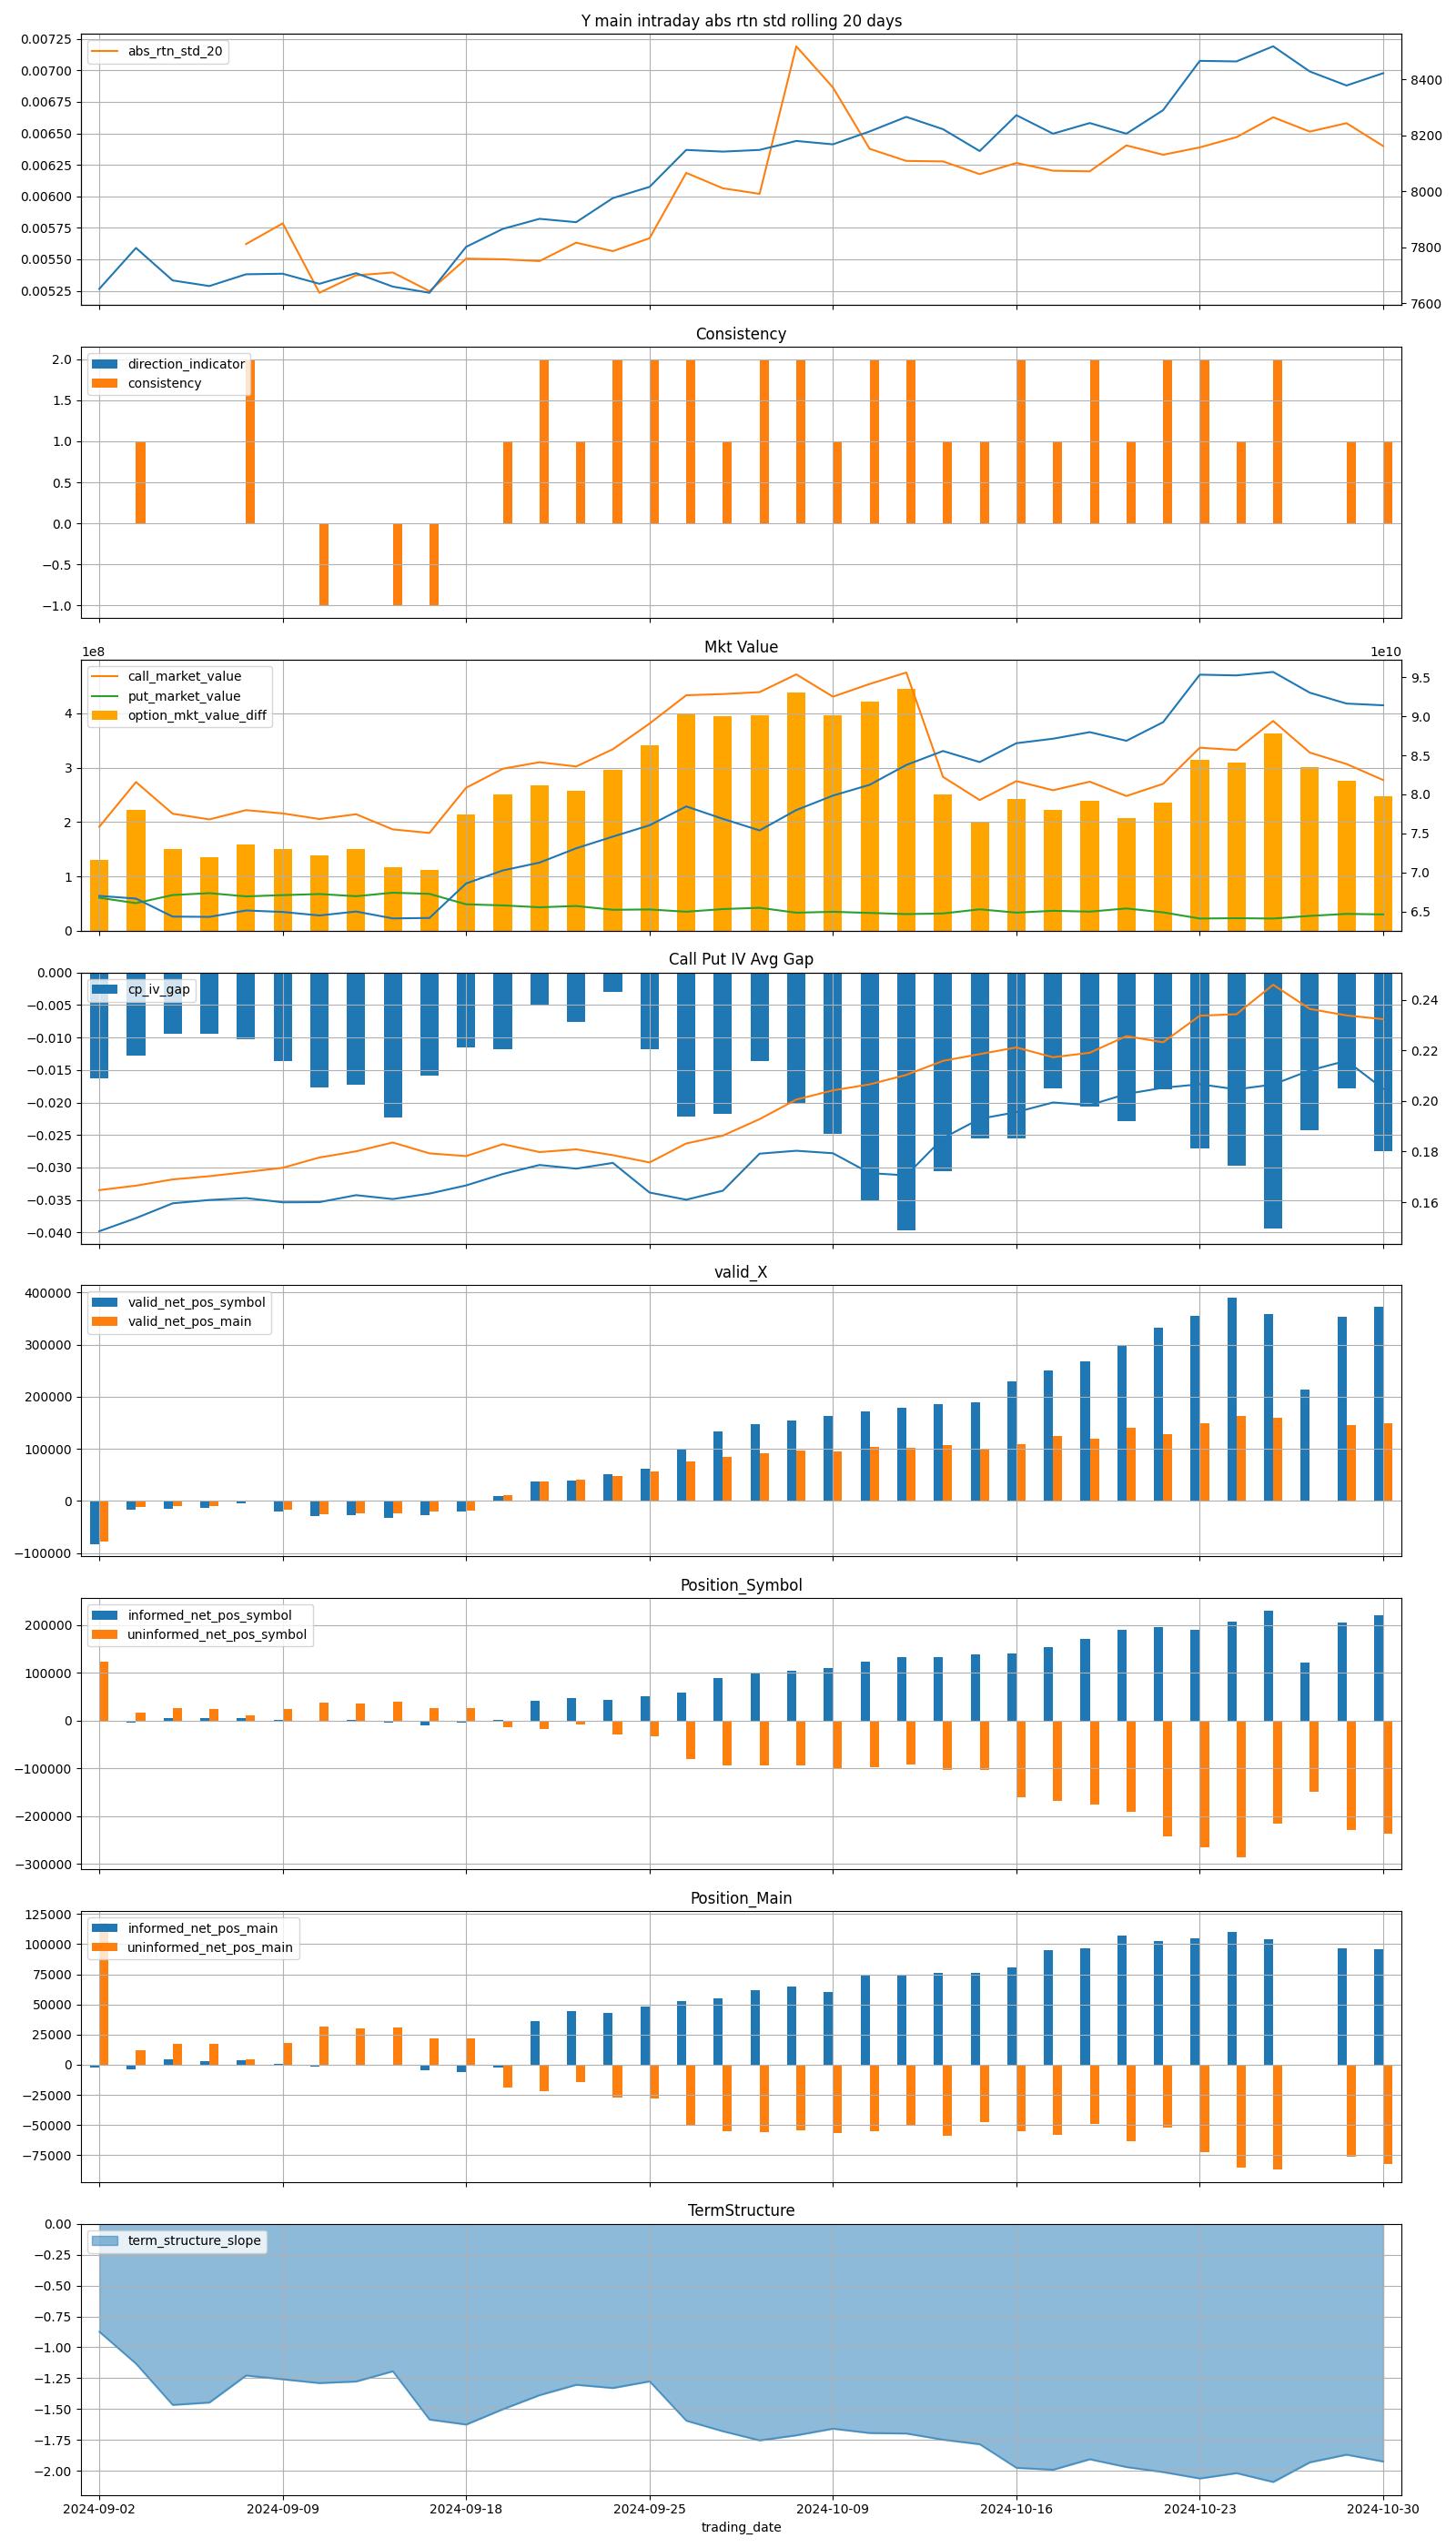 Y main intraday abs rtn std rolling 20 days
abs_rtn_std_20
0.00725
0.00700
0.00675
0.00650
0.00625
0.00600
0.00575
0.00550
0.00525
8400
8200
8000
7800
7600
Consistency
direction_indicator
consistency
2.0
1.5
1.0
0.5
0.0
−0.5
−1.0
Mkt Value
1e8
1e10
call_market_value
put_market_value
option_mkt_value_diff
4
3
2
1
0
9.5
9.0
8.5
8.0
7.5
7.0
6.5
Call Put IV Avg Gap
cp_iv_gap
0.000
−0.005
−0.010
−0.015
−0.020
−0.025
−0.030
−0.035
−0.040
0.24
0.22
0.20
0.18
0.16
valid_X
valid_net_pos_symbol
valid_net_pos_main
400000
300000
200000
100000
0
−100000
Position_Symbol
informed_net_pos_symbol
uninformed_net_pos_symbol
200000
100000
0
−100000
−200000
−300000
Position_Main
informed_net_pos_main
uninformed_net_pos_main
125000
100000
75000
50000
25000
0
−25000
−50000
−75000
TermStructure
term_structure_slope
0.00
−0.25
−0.50
−0.75
−1.00
−1.25
−1.50
−1.75
−2.00
2024-09-02 2024-09-09 2024-09-18 2024-09-25 2024-10-09 2024-10-16 2024-10-23 2024-10-30
trading_date